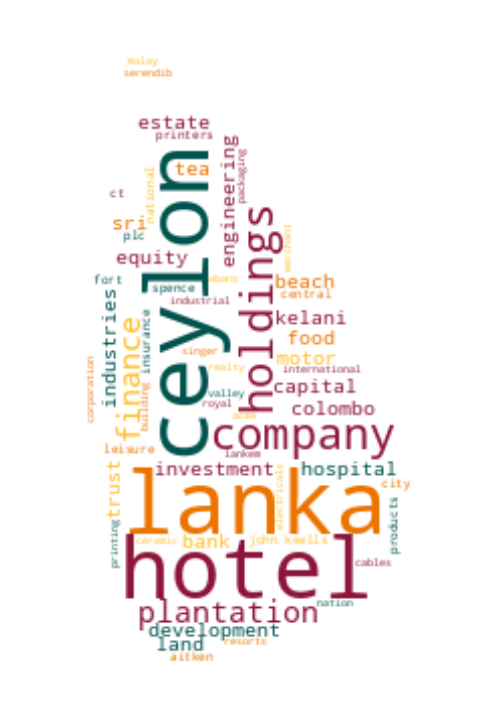 malay
serendib
estate
printers
engineering
packaging
tea
national
ceylon
ct
sri
plc
holdings
merchant
equity
fort
spence
abans
beach
industrial
central
industries
finance
insurance
kelani
food
singer
motor
realty
international
corporation
building
valley
capital
royal
acme
colombo
company
leisure
lankem
trust
investment
hospital
lanka
electricals
city
products
printing
ceramic
bank
john keells
hotel
cables
nation
plantation
development
land
resorts
aitken